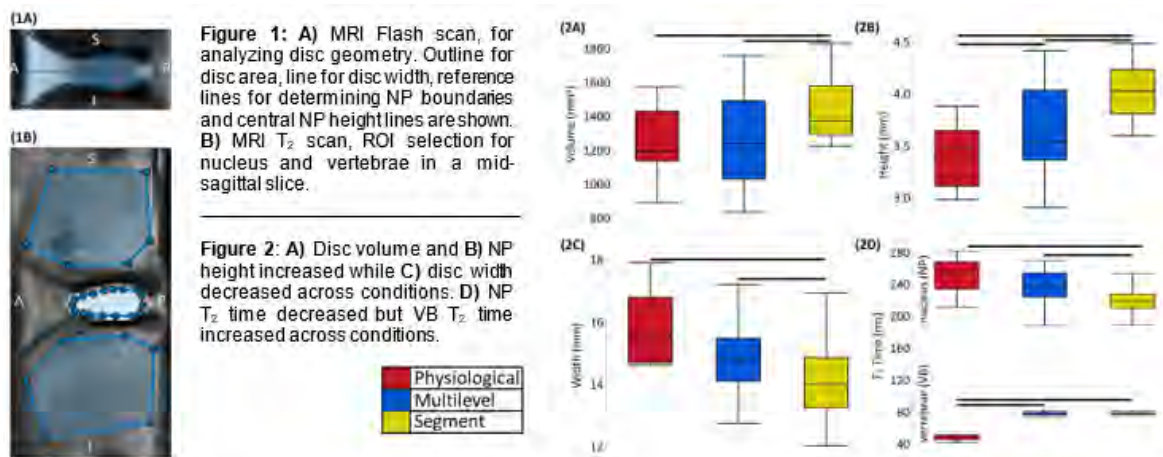 (1A)
S
A
I
Figure 1: A) MRI Flash scan, for
analyzing disc geometry. Outline for
disc area, line for disc width, reference
lines for determining NP boundaries
and central NP height lines are shown.
B) MRI T₂ scan, ROI selection for
nucleus and vertebrae in a mid-
sagittal slice.
(1B)
S
A
P
I
Figure 2: A) Disc volume and B) NP
height increased while C) disc width
decreased across conditions. D) NP
T₂ time decreased but VB T₂ time
increased across conditions.
Physiological
Multilevel
Segment
(2A)
Volume (mm³)
1800
1600
1400
1200
1000
800
(2B)
Height (mm)
4.5
4.0
3.5
3.0
(2C)
Width (mm)
18
16
14
12
(2D)
T₂ Time (ms)
nucleus (NP)
vertebrae (VB)
280
240
200
160
120
80
40